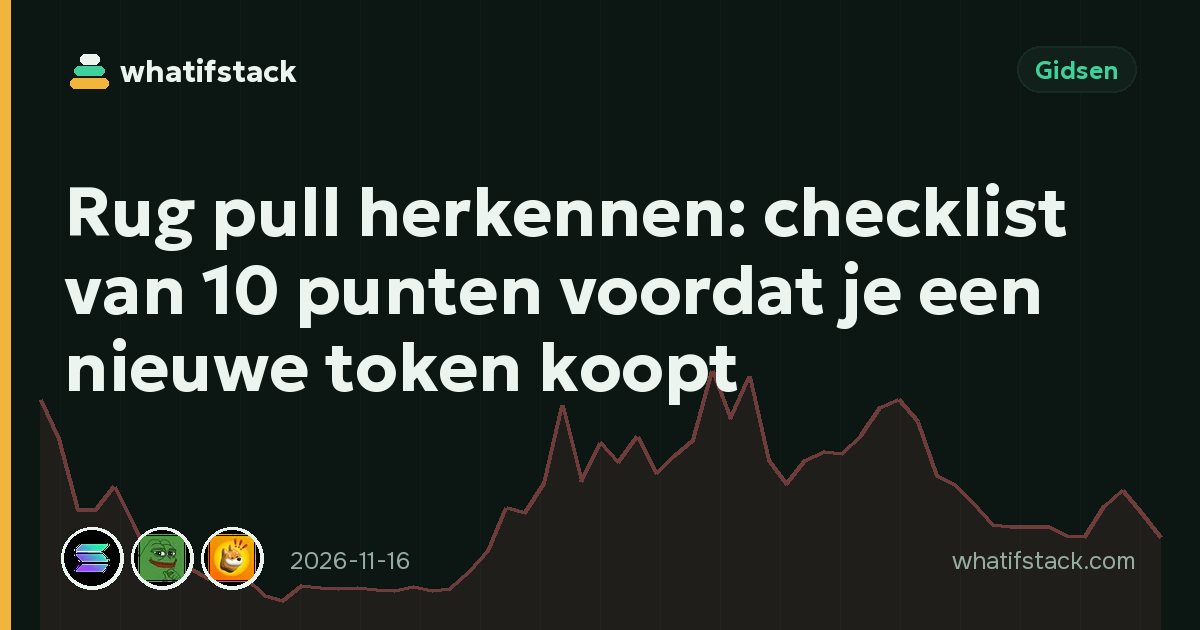 whatifstack
Gidsen
Rug pull herkennen: checklist
van 10 punten voordat je een
nieuwe token koopt
2026-11-16
whatifstack.com